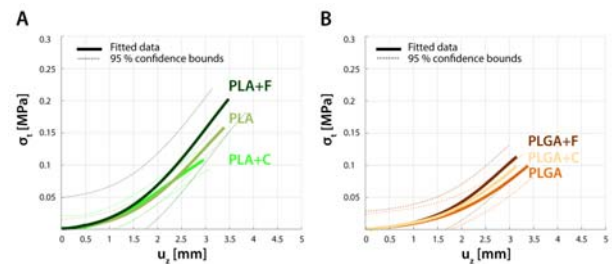 A
Fitted data
95 % confidence bounds
0.3
0.25
0.2
0.15
0.1
0.05
σt [MPa]
PLA+F
PLA
PLA+C
0 0.5 1 1.5 2 2.5 3 3.5 4 4.5 5
uz [mm]
B
Fitted data
95 % confidence bounds
0.3
0.25
0.2
0.15
0.1
0.05
σt [MPa]
PLGA+F
PLGA+C
PLGA
0 0.5 1 1.5 2 2.5 3 3.5 4 4.5 5
uz [mm]